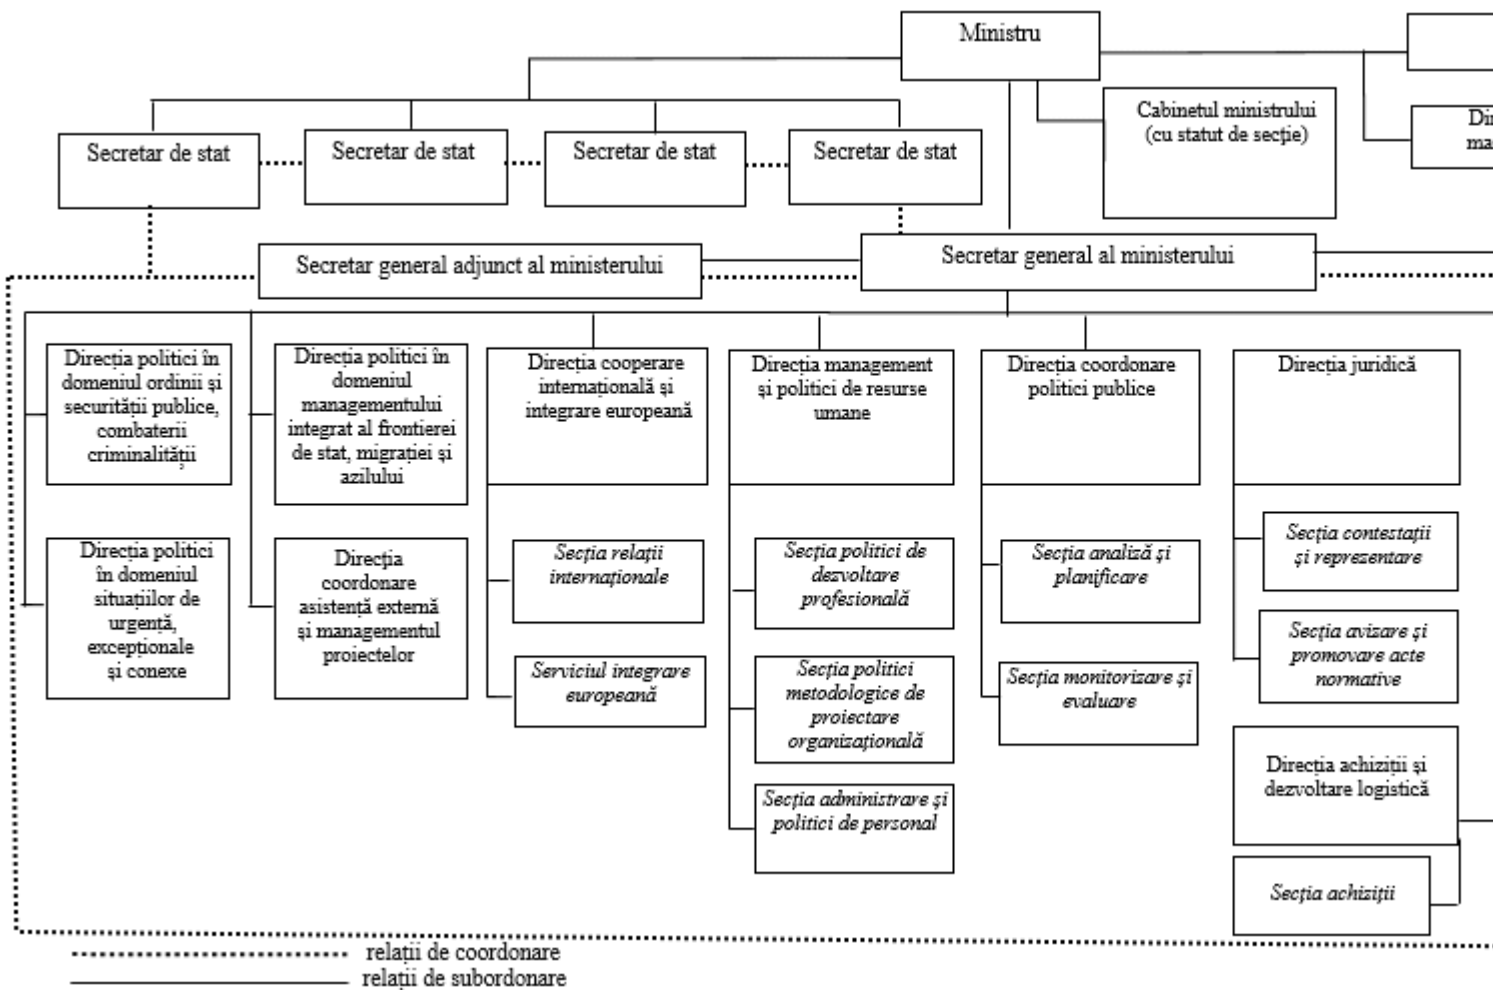 Ministru
Cabinetul ministrului
(cu statut de secție)
Secretar de stat
Secretar de stat
Secretar de stat
Secretar de stat
Secretar general adjunct al ministerului
Secretar general al ministerului
Direcția politici în
domeniul ordinii și
securității publice,
combaterii
criminalității
Direcția politici în
domeniul
managementului
integrat al frontierei
de stat, migrației și
azilului
Direcția cooperare
internațională și
integrare europeană
Direcția management
și politici de resurse
umane
Direcția coordonare
politici publice
Direcția juridică
Direcția politici
în domeniul
situațiilor de
urgență,
excepționale
și conexe
Direcția
coordonare
asistență externă
și managementul
proiectelor
Secția relații
internaționale
Serviciul integrare
europeană
Secția politici de
dezvoltare
profesională
Secția politici
metodologice de
proiectare
organizațională
Secția administrare și
politici de personal
Secția analiză și
planificare
Secția monitorizare și
evaluare
Secția contestații
și reprezentare
Secția avizare și
promovare acte
normative
Direcția achiziții și
dezvoltare logistică
Secția achiziții
relații de coordonare
relații de subordonare